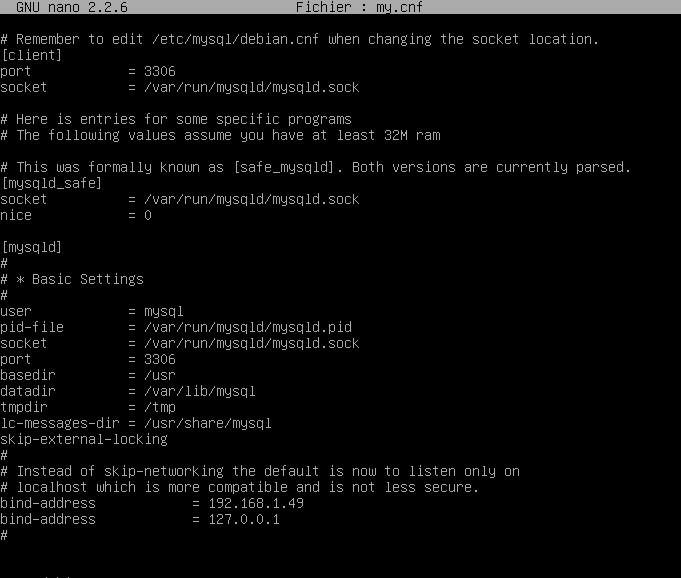 GNU nano 2.2.6 Fichier : my.cnf
# Remember to edit /etc/mysql/debian.cnf when changing the socket location.
[client]
port = 3306
socket = /var/run/mysqld/mysqld.sock
# Here is entries for some specific programs
# The following values assume you have at least 32M ram
# This was formally known as [safe_mysqld]. Both versions are currently parsed.
[mysqld_safe]
socket = /var/run/mysqld/mysqld.sock
nice = 0
[mysqld]
#
# * Basic Settings
#
user = mysql
pid-file = /var/run/mysqld/mysqld.pid
socket = /var/run/mysqld/mysqld.sock
port = 3306
basedir = /usr
datadir = /var/lib/mysql
tmpdir = /tmp
lc-messages-dir = /usr/share/mysql
skip-external-locking
#
# Instead of skip-networking the default is now to listen only on
# localhost which is more compatible and is not less secure.
bind-address = 192.168.1.49
bind-address = 127.0.0.1
#